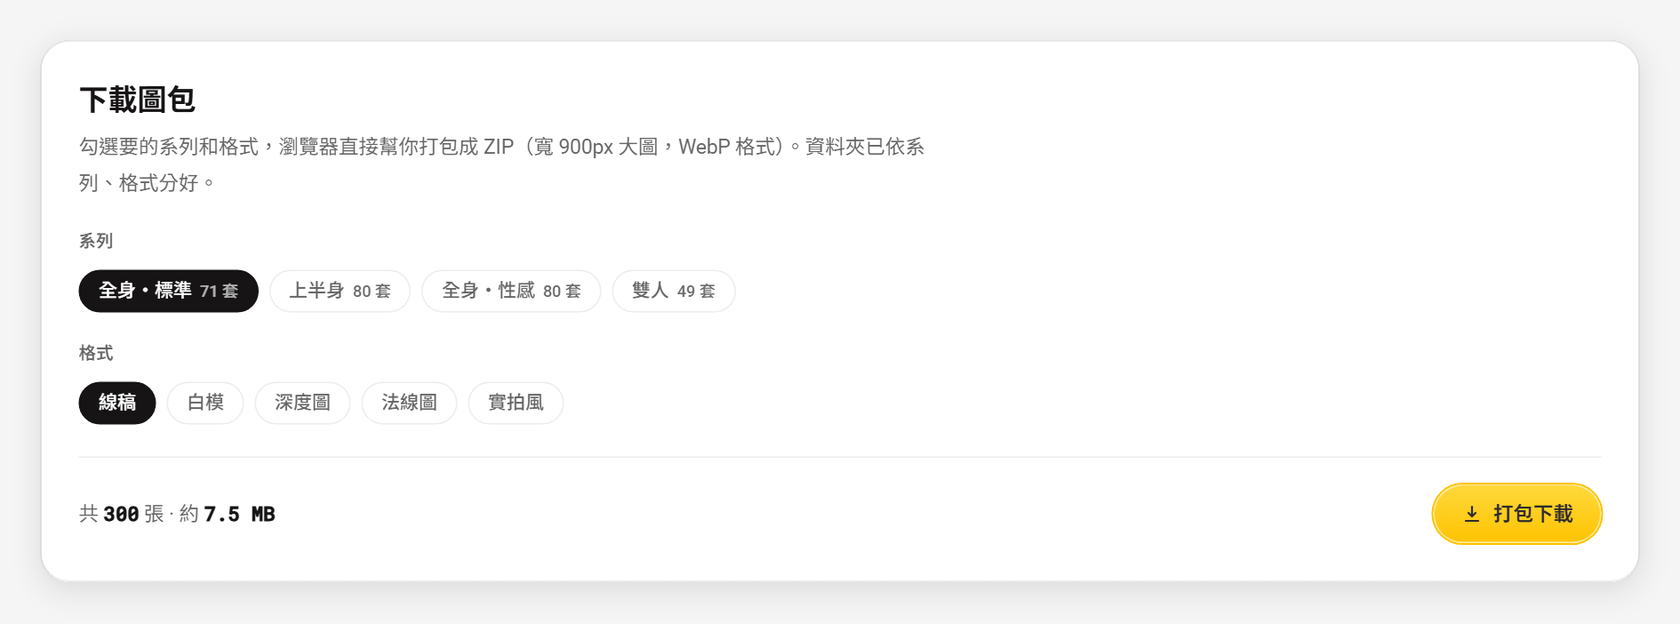 下載圖包
勾選要的系列和格式，瀏覽器直接幫你打包成 ZIP（寬 900px 大圖，WebP 格式）。資料夾已依系
列、格式分好。
系列
全身・標準 71 套 上半身 80 套 全身・性感 80 套 雙人 49 套
格式
線稿 白模 深度圖 法線圖 實拍風
共 300 張 · 約 7.5 MB 打包下載